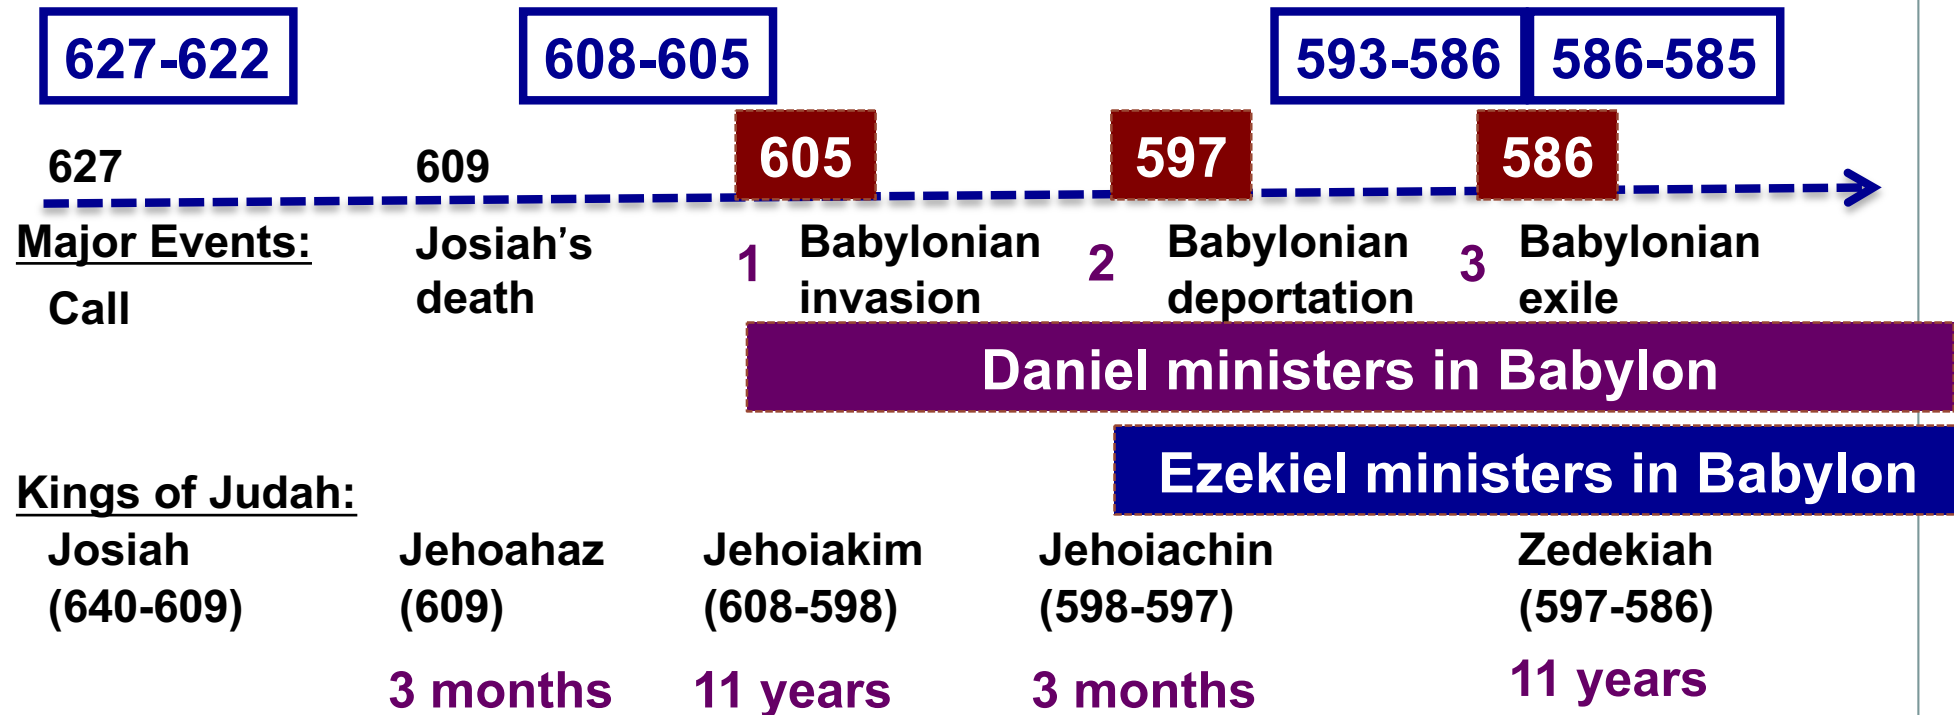 627-622 608-605 593-586 586-585
627 609 605 597 586
Major Events:
Call
Josiah’s
death
1 Babylonian
invasion
2 Babylonian
deportation
3 Babylonian
exile
Daniel ministers in Babylon
Ezekiel ministers in Babylon
Kings of Judah:
Josiah
(640-609)
Jehoahaz
(609)
3 months
Jehoiakim
(608-598)
11 years
Jehoiachin
(598-597)
3 months
Zedekiah
(597-586)
11 years